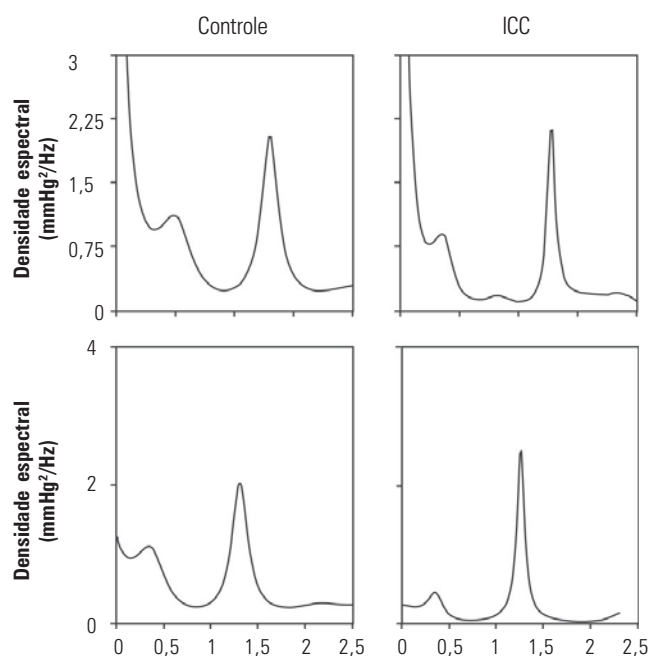 Controle
ICC
Densidade espectral
(mmHg²/Hz)
3
2,25
1,5
0,75
0
Densidade espectral
(mmHg²/Hz)
4
2
0
0 0,5 1 1,5 2 2,5
0 0,5 1 1,5 2 2,5